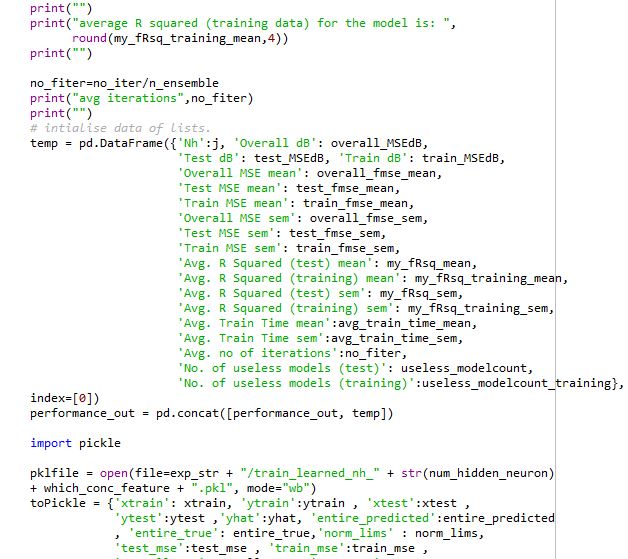 print("")
print("average R squared (training data) for the model is: ",
round(my_fRsq_training_mean,4))
print("")
no_fiter=no_iter/n_ensemble
print("avg iterations",no_fiter)
print("")
# intialise data of lists.
temp = pd.DataFrame({'Nh':j, 'Overall dB': overall_MSEdB,
'Test dB': test_MSEdB, 'Train dB': train_MSEdB,
'Overall MSE mean': overall_fmse_mean,
'Test MSE mean': test_fmse_mean,
'Train MSE mean': train_fmse_mean,
'Overall MSE sem': overall_fmse_sem,
'Test MSE sem': test_fmse_sem,
'Train MSE sem': train_fmse_sem,
'Avg. R Squared (test) mean': my_fRsq_mean,
'Avg. R Squared (training) mean': my_fRsq_training_mean,
'Avg. R Squared (test) sem': my_fRsq_sem,
'Avg. R Squared (training) sem': my_fRsq_training_sem,
'Avg. Train Time mean':avg_train_time_mean,
'Avg. Train Time sem':avg_train_time_sem,
'Avg. no of iterations':no_fiter,
'No. of useless models (test)': useless_modelcount,
'No. of useless models (training)':useless_modelcount_training},
index=[0])
performance_out = pd.concat([performance_out, temp])
import pickle
pklfile = open(file=exp_str + "/train_learned_nh_" + str(num_hidden_neuron)
+ which_conc_feature + ".pkl", mode="wb")
toPickle = {'xtrain': xtrain, 'ytrain':ytrain , 'xtest':xtest ,
'ytest':ytest ,'yhat':yhat, 'entire_predicted':entire_predicted
, 'entire_true': entire_true,'norm_lims' : norm_lims,
'test_mse':test_mse , 'train_mse':train_mse ,